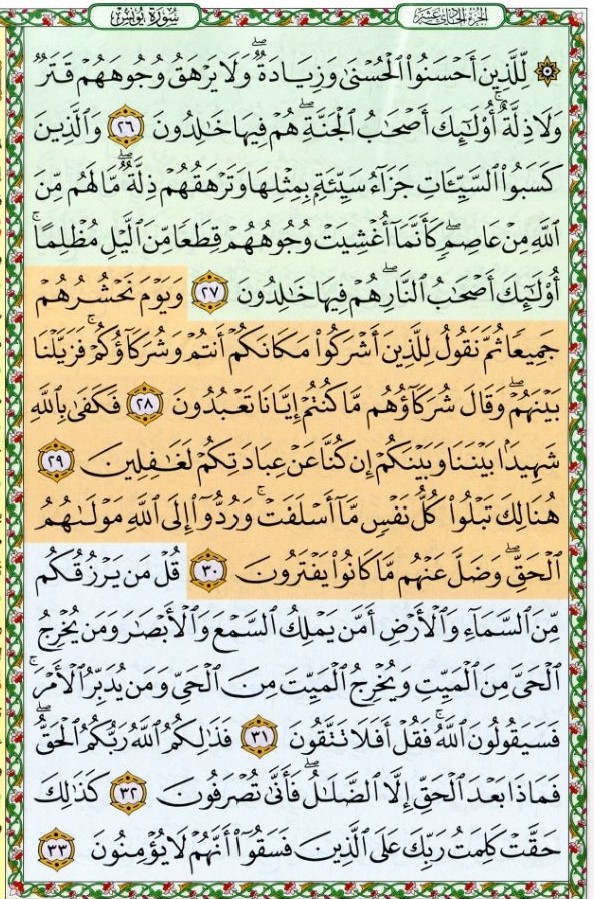 سُورَةُ يُونُسَ الجُزْءُ الحَادِي عَشَرَ
۞ لِّلَّذِينَ أَحْسَنُوا۟ ٱلْحُسْنَىٰ وَزِيَادَةٌ ۖ وَلَا يَرْهَقُ وُجُوهَهُمْ قَتَرٌ
وَلَا ذِلَّةٌ ۚ أُو۟لَـٰٓئِكَ أَصْحَـٰبُ ٱلْجَنَّةِ ۖ هُمْ فِيهَا خَـٰلِدُونَ ٢٦ وَٱلَّذِينَ
كَسَبُوا۟ ٱلسَّيِّـَٔاتِ جَزَآءُ سَيِّئَةٍۭ بِمِثْلِهَا وَتَرْهَقُهُمْ ذِلَّةٌ ۖ مَّا لَهُم مِّنَ
ٱللَّهِ مِنْ عَاصِمٍ ۖ كَأَنَّمَآ أُغْشِيَتْ وُجُوهُهُمْ قِطَعًا مِّنَ ٱلَّيْلِ مُظْلِمًا ۚ
أُو۟لَـٰٓئِكَ أَصْحَـٰبُ ٱلنَّارِ ۖ هُمْ فِيهَا خَـٰلِدُونَ ٢٧ وَيَوْمَ نَحْشُرُهُمْ
جَمِيعًا ثُمَّ نَقُولُ لِلَّذِينَ أَشْرَكُوا۟ مَكَانَكُمْ أَنتُمْ وَشُرَكَآؤُكُمْ ۚ فَزَيَّلْنَا
بَيْنَهُمْ ۖ وَقَالَ شُرَكَآؤُهُم مَّا كُنتُمْ إِيَّانَا تَعْبُدُونَ ٢٨ فَكَفَىٰ بِٱللَّهِ
شَهِيدًۢا بَيْنَنَا وَبَيْنَكُمْ إِن كُنَّا عَنْ عِبَادَتِكُمْ لَغَـٰفِلِينَ ٢٩
هُنَالِكَ تَبْلُوا۟ كُلُّ نَفْسٍ مَّآ أَسْلَفَتْ ۚ وَرُدُّوٓا۟ إِلَى ٱللَّهِ مَوْلَىٰهُمُ
ٱلْحَقِّ ۖ وَضَلَّ عَنْهُم مَّا كَانُوا۟ يَفْتَرُونَ ٣٠ قُلْ مَن يَرْزُقُكُم
مِّنَ ٱلسَّمَآءِ وَٱلْأَرْضِ أَمَّن يَمْلِكُ ٱلسَّمْعَ وَٱلْأَبْصَـٰرَ وَمَن يُخْرِجُ
ٱلْحَىَّ مِنَ ٱلْمَيِّتِ وَيُخْرِجُ ٱلْمَيِّتَ مِنَ ٱلْحَىِّ وَمَن يُدَبِّرُ ٱلْأَمْرَ ۚ
فَسَيَقُولُونَ ٱللَّهُ ۚ فَقُلْ أَفَلَا تَتَّقُونَ ٣١ فَذَٰلِكُمُ ٱللَّهُ رَبُّكُمُ ٱلْحَقُّ ۖ
فَمَاذَا بَعْدَ ٱلْحَقِّ إِلَّا ٱلضَّلَـٰلُ ۖ فَأَنَّىٰ تُصْرَفُونَ ٣٢ كَذَٰلِكَ
حَقَّتْ كَلِمَتُ رَبِّكَ عَلَى ٱلَّذِينَ فَسَقُوٓا۟ أَنَّهُمْ لَا يُؤْمِنُونَ ٣٣